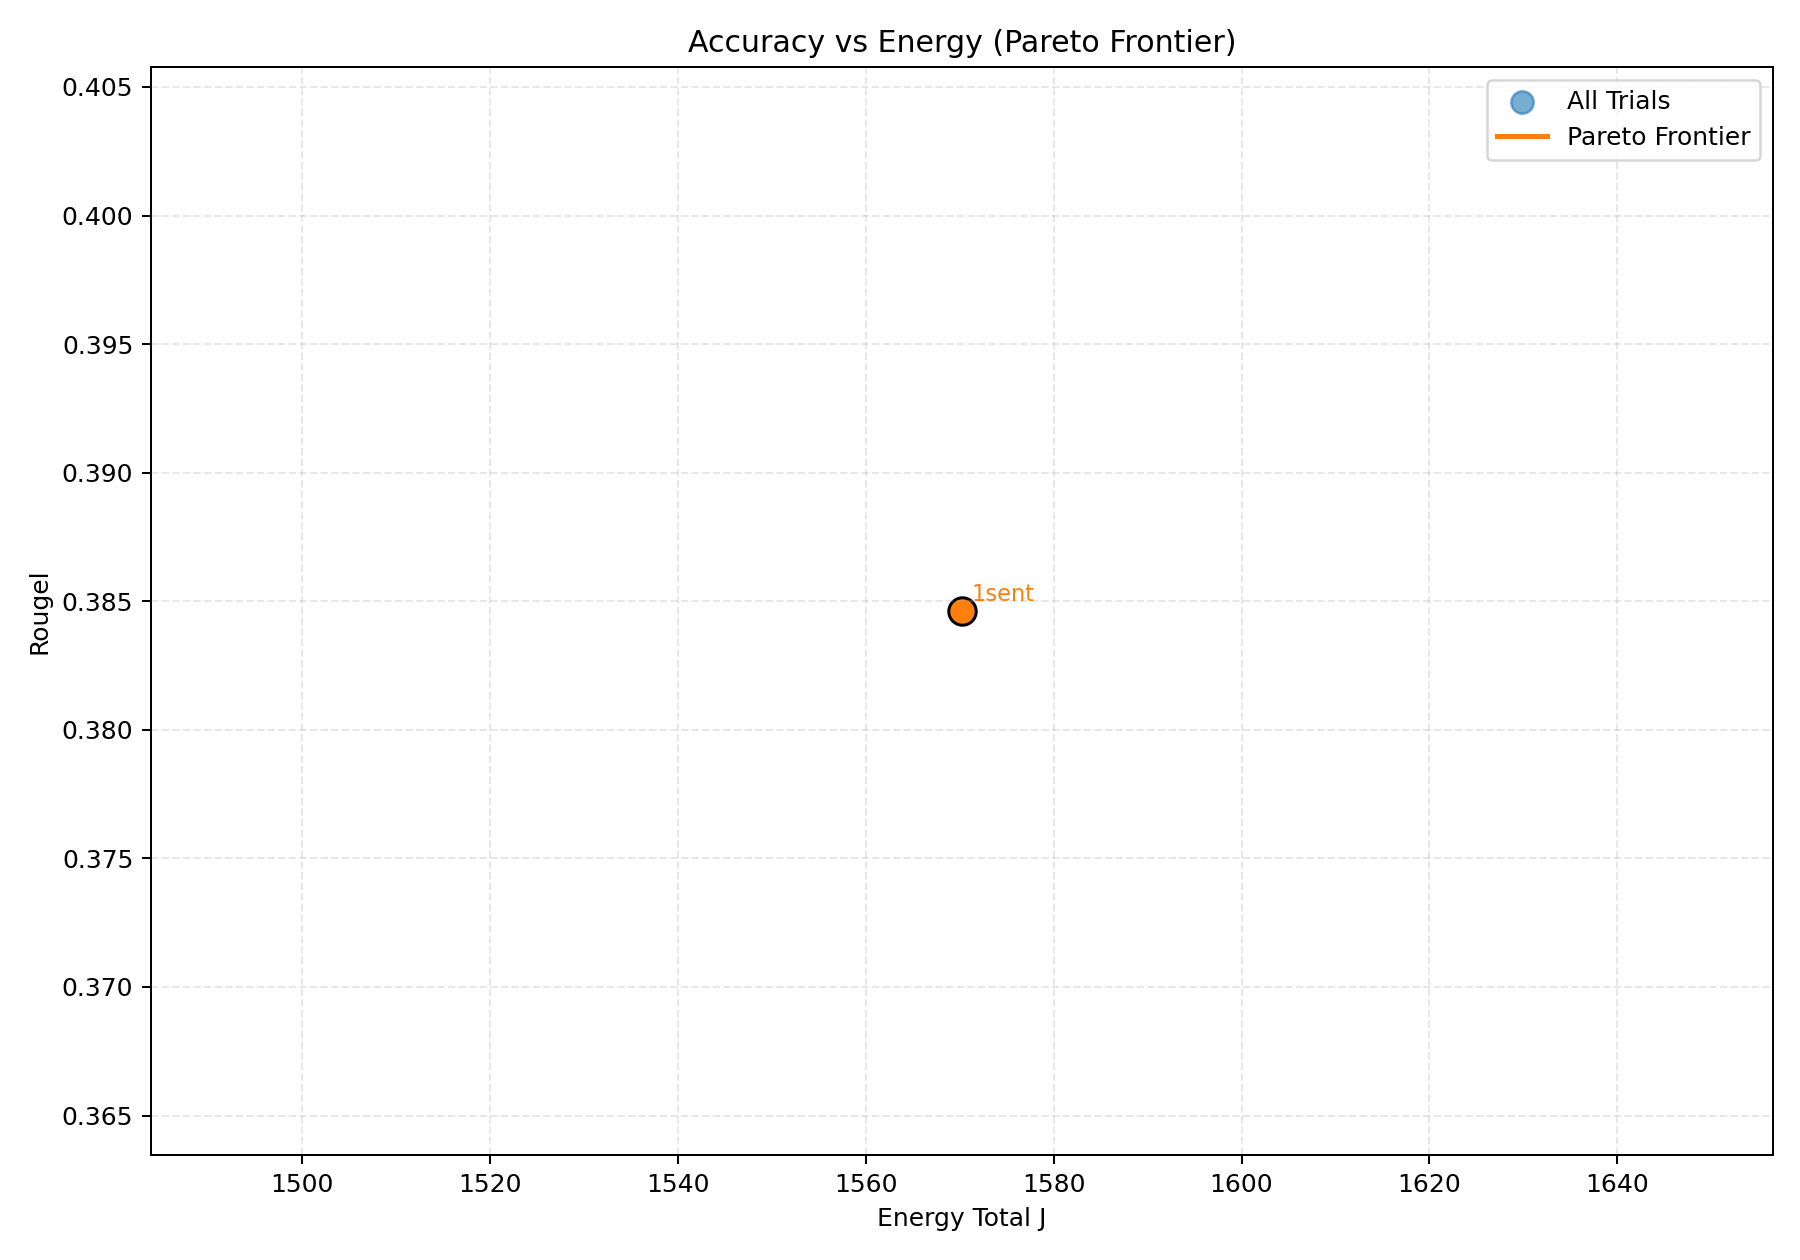 Accuracy vs Energy (Pareto Frontier)
All Trials
Pareto Frontier
0.405
0.400
0.395
0.390
0.385
0.380
0.375
0.370
0.365
Rougel
1sent
1500 1520 1540 1560 1580 1600 1620 1640
Energy Total J